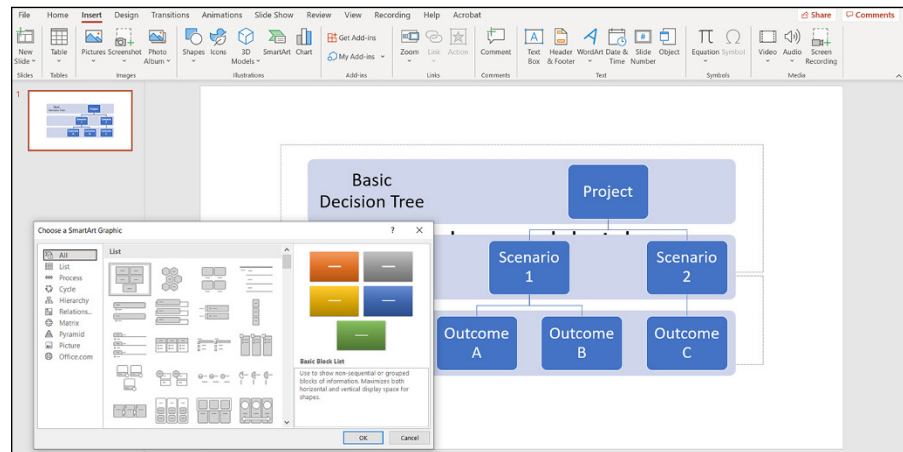 File Home Insert Design Transitions Animations Slide Show Review View Recording Help Acrobat Share Comments
New Slide Table Pictures Screenshot Photo Album Shapes Icons 3D Models SmartArt Chart Get Add-ins My Add-ins Zoom Link Action Comment Text Box Header & Footer WordArt Date & Time Slide Number Object Equation Symbol Video Audio Screen Recording
Slides Tables Images Illustrations Add-ins Links Comments Text Symbols Media
1
Basic
Decision Tree
Project
Scenario
1
Scenario
2
Outcome
A
Outcome
B
Outcome
C
Choose a SmartArt Graphic ? X
All
List
Process
Cycle
Hierarchy
Relations...
Matrix
Pyramid
Picture
Office.com
List
Basic Block List
Use to show non-sequential or grouped
blocks of information. Maximizes both
horizontal and vertical display space for
shapes.
OK Cancel